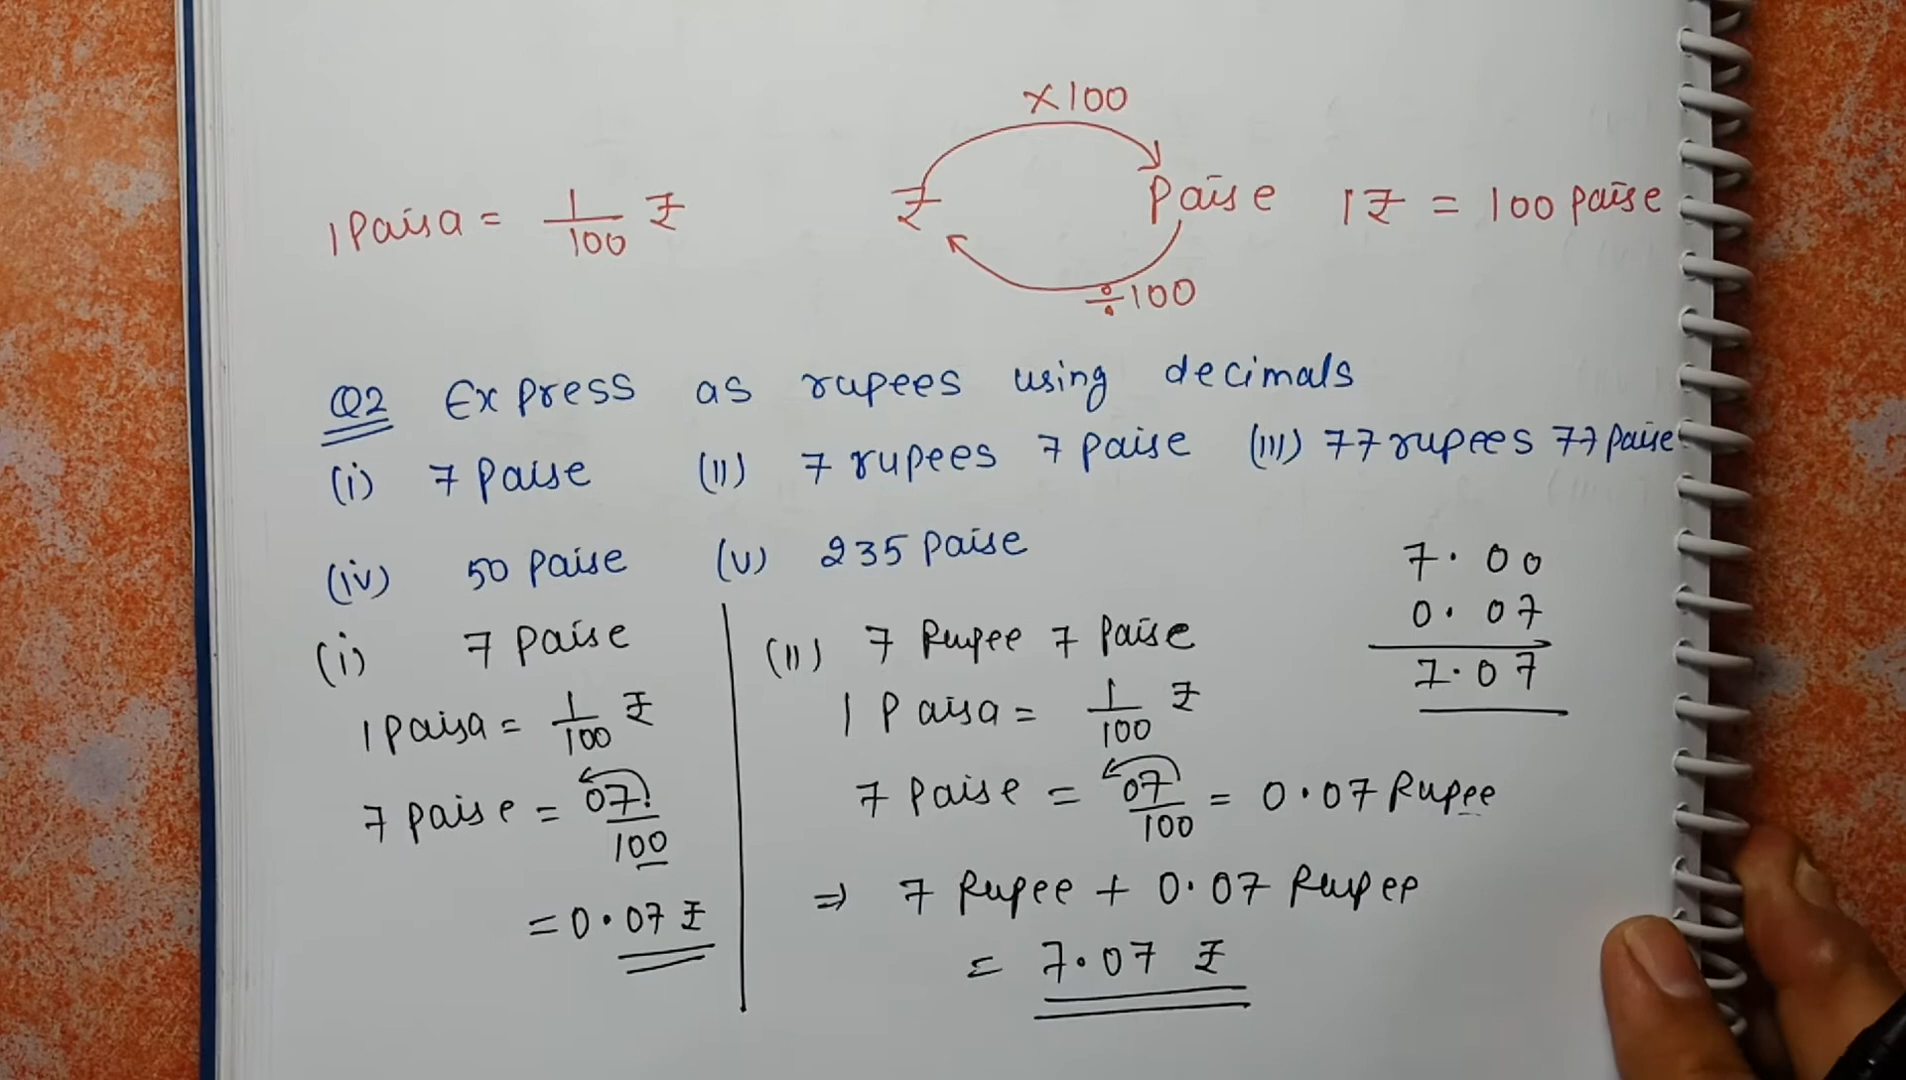 ×100
1 Paisa = 1/100 ₹
₹ Paise 1₹ = 100 paise
÷100
Q2 Express as rupees using decimals
(i) 7 Paise (ii) 7 rupees 7 paise (iii) 77 rupees 77 paise
(iv) 50 paise (v) 235 paise
(i) 7 Paise
1 paisa = 1/100 ₹
7 paise = 07./100
= 0.07 ₹
(ii) 7 Rupee 7 Paise
1 Paisa = 1/100 ₹
7 Paise = 07/100 = 0.07 Rupee
⇒ 7 Rupee + 0.07 Rupee
= 7.07 ₹
7.00
0.07
7.07